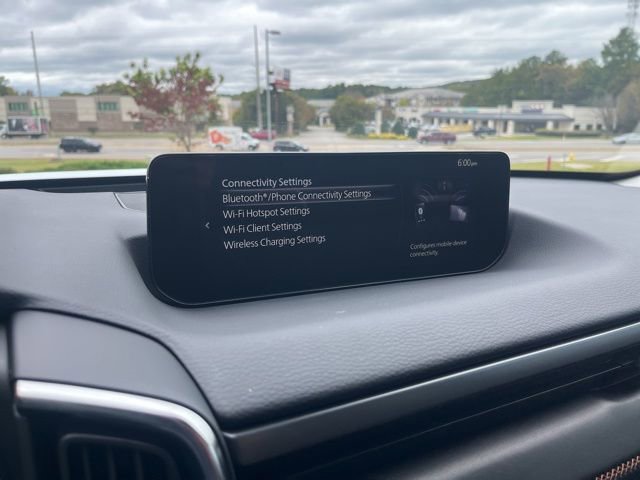 6:00pm
Connectivity Settings
Bluetooth®/Phone Connectivity Settings
Wi-Fi Hotspot Settings
Wi-Fi Client Settings
Wireless Charging Settings
Configures mobile device
connectivity.